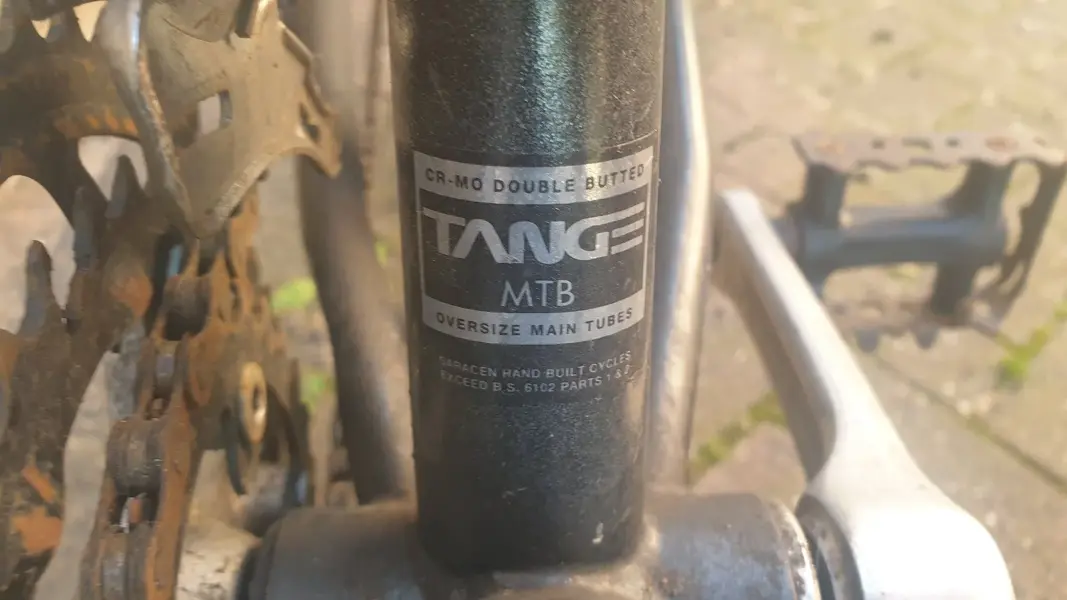 CR-MO DOUBLE BUTTED
TANGE
MTB
OVERSIZE MAIN TUBES
SARACEN HAND BUILT CYCLES
EXCEED B.S. 6102 PARTS 1 & 2